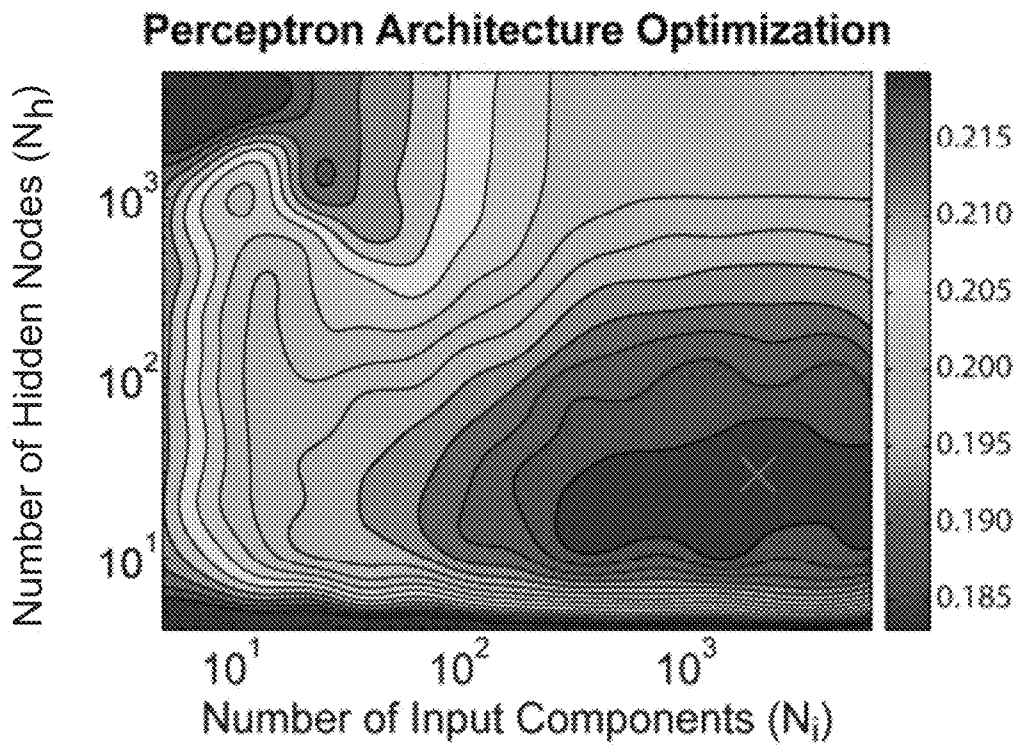 Perceptron Architecture Optimization
Number of Hidden Nodes (Nₕ)
10³
10²
10¹
0.215
0.210
0.205
0.200
0.195
0.190
0.185
10¹ 10² 10³
Number of Input Components (Nᵢ)